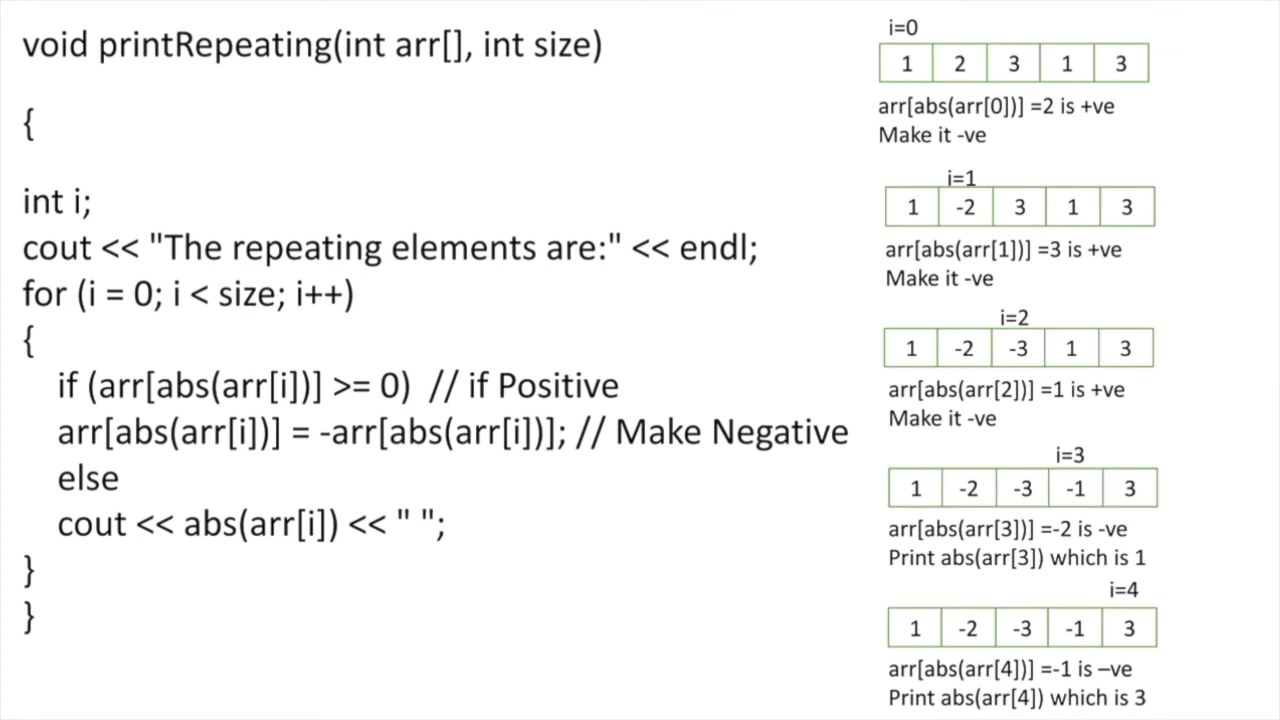 void printRepeating(int arr[], int size)
{
int i;
cout << "The repeating elements are:" << endl;
for (i = 0; i < size; i++)
{
if (arr[abs(arr[i])] >= 0)  // if Positive
arr[abs(arr[i])] = -arr[abs(arr[i])]; // Make Negative
else
cout << abs(arr[i]) << " ";
}
}
i=0
1 2 3 1 3
arr[abs(arr[0])] =2 is +ve
Make it -ve
i=1
1 -2 3 1 3
arr[abs(arr[1])] =3 is +ve
Make it -ve
i=2
1 -2 -3 1 3
arr[abs(arr[2])] =1 is +ve
Make it -ve
i=3
1 -2 -3 -1 3
arr[abs(arr[3])] =-2 is -ve
Print abs(arr[3]) which is 1
i=4
1 -2 -3 -1 3
arr[abs(arr[4])] =-1 is –ve
Print abs(arr[4]) which is 3